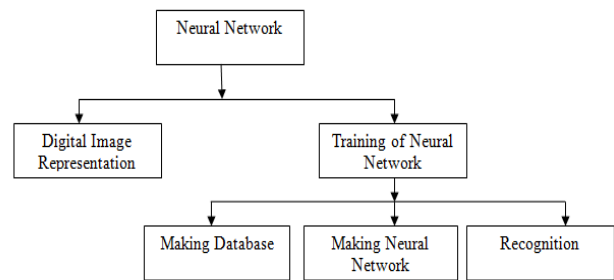 Neural Network
Digital Image
Representation
Training of Neural
Network
Making Database
Making Neural
Network
Recognition